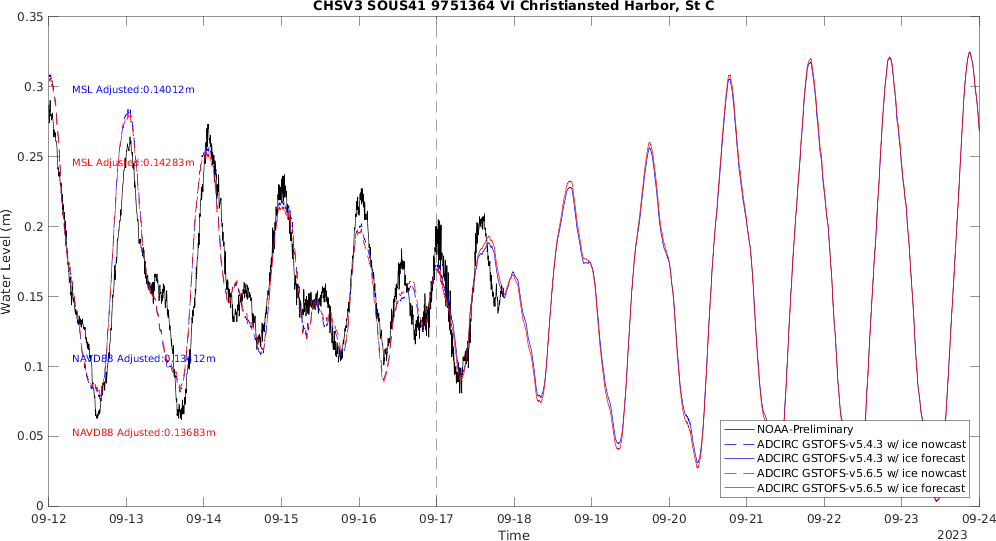 CHSV3 SOUS41 9751364 VI Christiansted Harbor, St C
0.35
0.3
0.25
0.2
0.15
0.1
0.05
0
Water Level (m)
MSL Adjusted:0.14012m
MSL Adjusted:0.14283m
NAVD88 Adjusted:0.13412m
NAVD88 Adjusted:0.13683m
NOAA-Preliminary
ADCIRC GSTOFS-v5.4.3 w/ ice nowcast
ADCIRC GSTOFS-v5.4.3 w/ ice forecast
ADCIRC GSTOFS-v5.6.5 w/ ice nowcast
ADCIRC GSTOFS-v5.6.5 w/ ice forecast
09-12 09-13 09-14 09-15 09-16 09-17 09-18 09-19 09-20 09-21 09-22 09-23 09-24
Time
2023